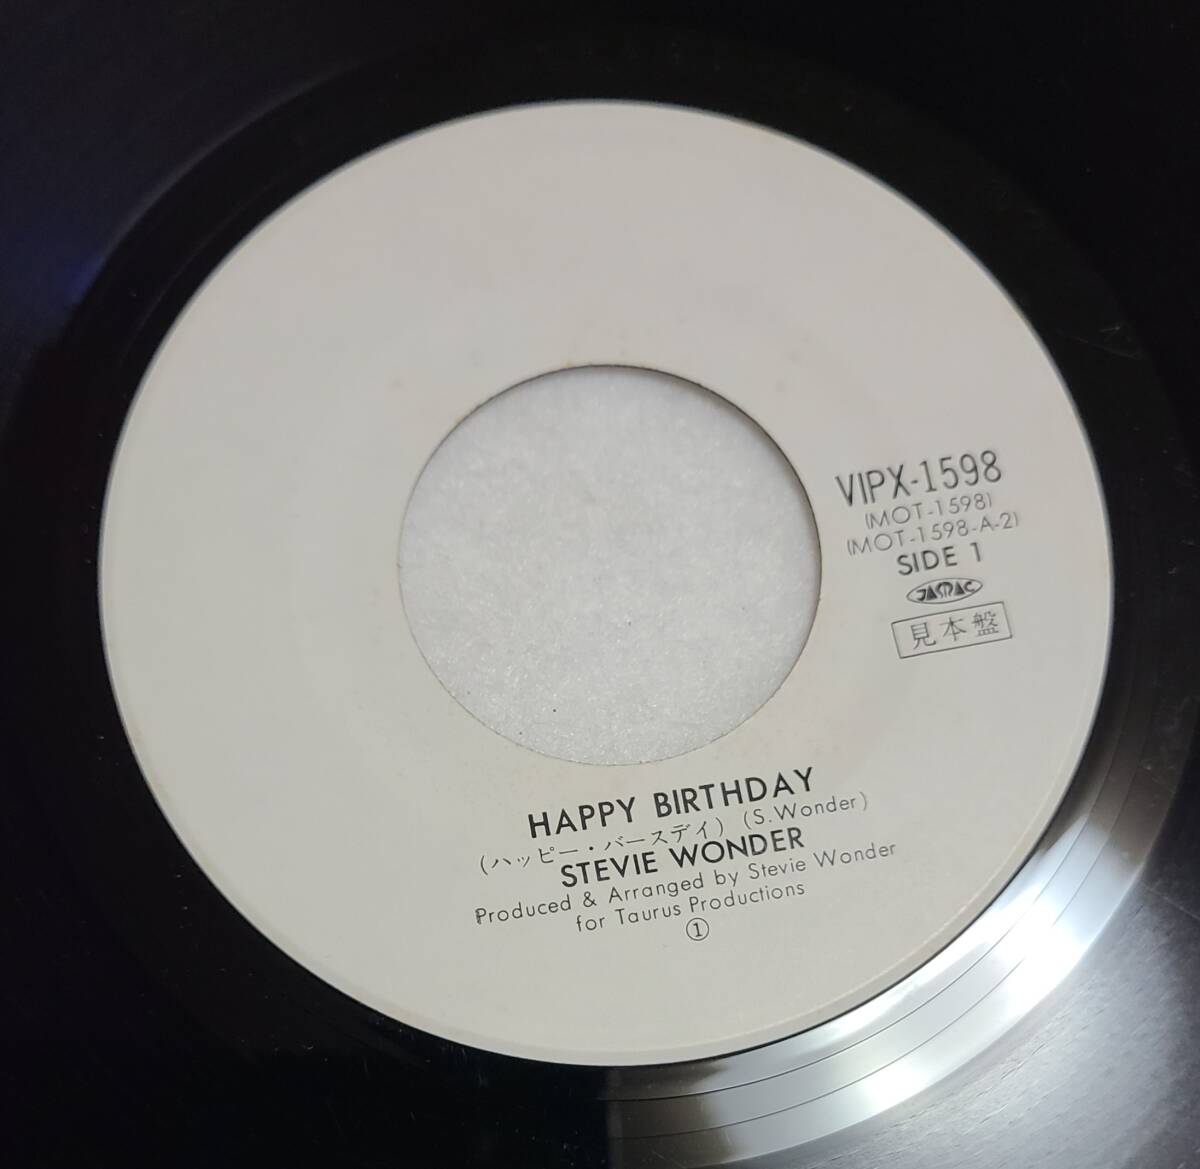 VIPX-1598
(MOT-1598)
(MOT-1598-A-2)
SIDE 1
JASRAC
見本盤
HAPPY BIRTHDAY
(ハッピー・バースデイ) (S.Wonder)
STEVIE WONDER
Produced & Arranged by Stevie Wonder
for Taurus Productions
①